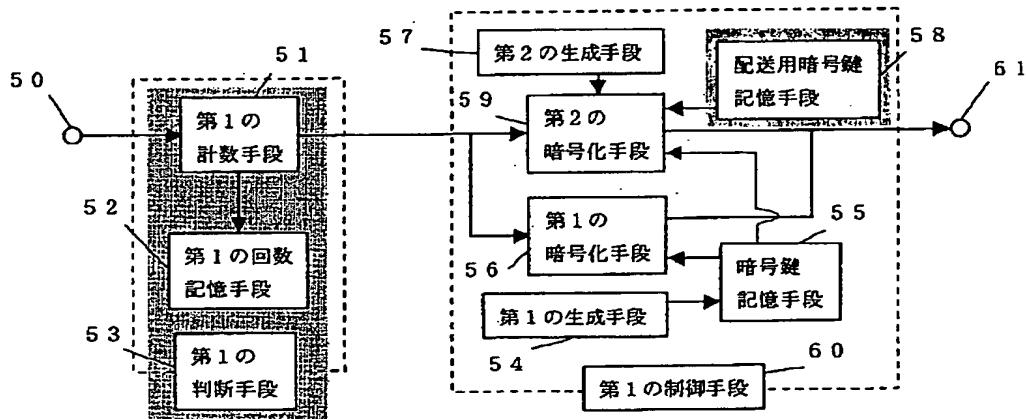 ５０
５１
第１の
計数手段
５２
第１の回数
記憶手段
５３
第１の
判断手段
５７
第２の生成手段
５８
配送用暗号鍵
記憶手段
５９
第２の
暗号化手段
６１
第１の
暗号化手段
５６
５５
暗号鍵
記憶手段
第１の生成手段
５４
６０
第１の制御手段